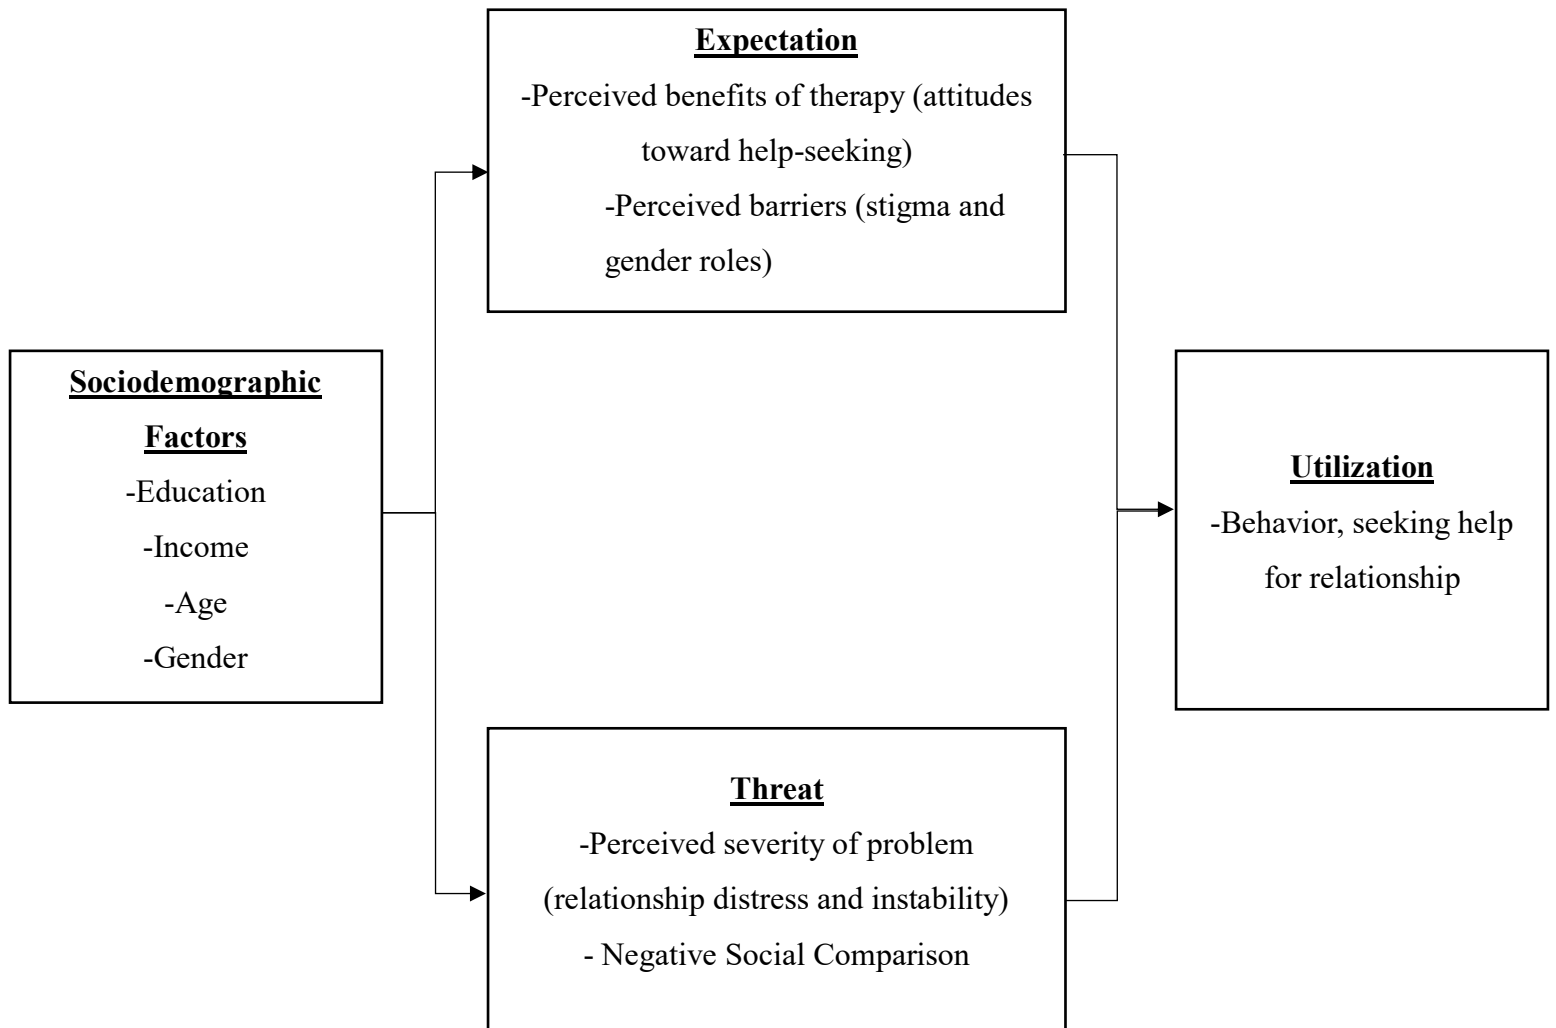 Expectation
-Perceived benefits of therapy (attitudes
toward help-seeking)
-Perceived barriers (stigma and
gender roles)
Sociodemographic
Factors
-Education
-Income
-Age
-Gender
Utilization
-Behavior, seeking help
for relationship
Threat
-Perceived severity of problem
(relationship distress and instability)
- Negative Social Comparison